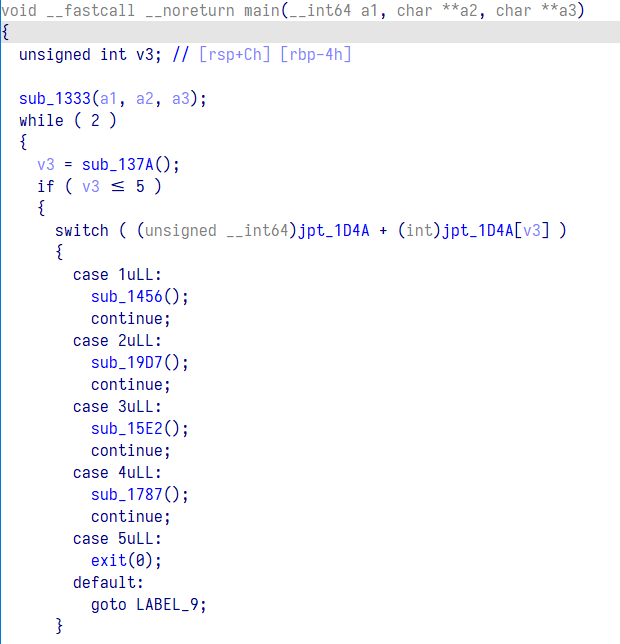 void __fastcall __noreturn main(__int64 a1, char **a2, char **a3)
{
  unsigned int v3; // [rsp+Ch] [rbp-4h]

  sub_1333(a1, a2, a3);
  while ( 2 )
  {
    v3 = sub_137A();
    if ( v3 ≤ 5 )
    {
      switch ( (unsigned __int64)jpt_1D4A + (int)jpt_1D4A[v3] )
      {
        case 1uLL:
          sub_1456();
          continue;
        case 2uLL:
          sub_19D7();
          continue;
        case 3uLL:
          sub_15E2();
          continue;
        case 4uLL:
          sub_1787();
          continue;
        case 5uLL:
          exit(0);
        default:
          goto LABEL_9;
      }